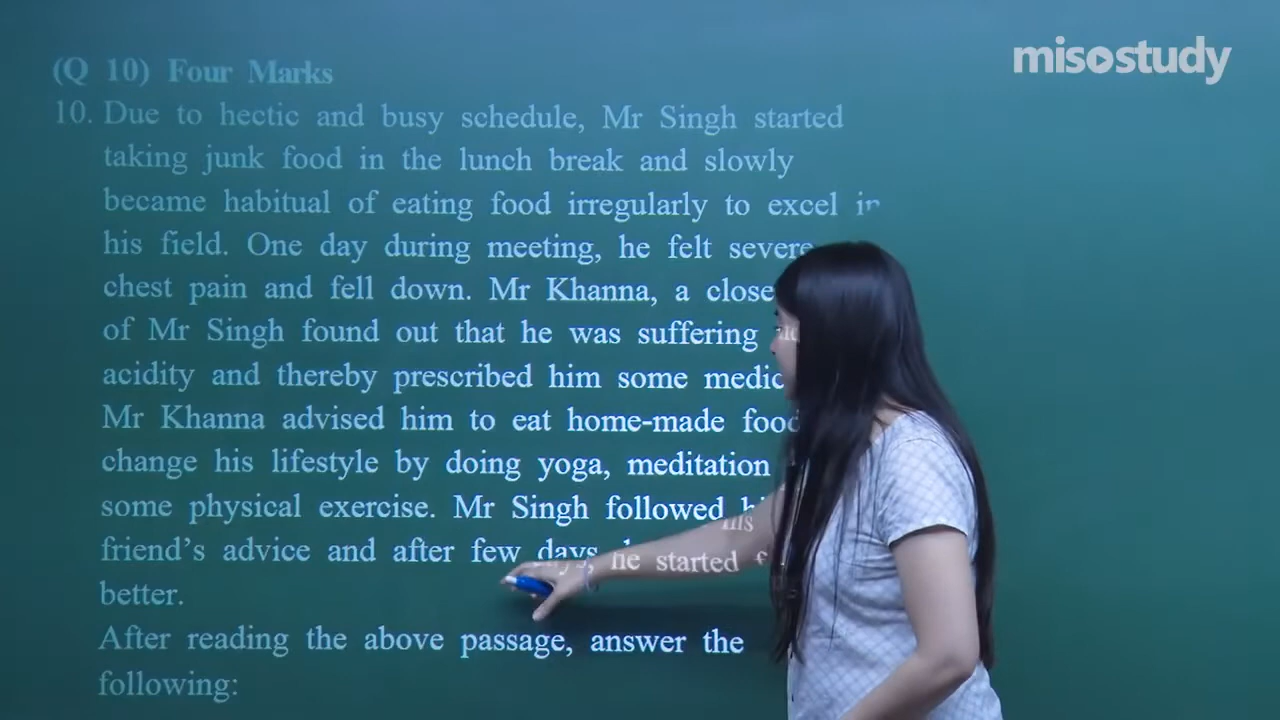 misostudy
(Q 10) Four Marks
10. Due to hectic and busy schedule, Mr Singh started
taking junk food in the lunch break and slowly
became habitual of eating food irregularly to excel in
his field. One day during meeting, he felt severe
chest pain and fell down. Mr Khanna, a close
of Mr Singh found out that he was suffering
acidity and thereby prescribed him some
Mr Khanna advised him to eat home-made food
change his lifestyle by doing yoga, meditation
some physical exercise. Mr Singh followed his
friend's advice and after few days, he started
better.
After reading the above passage, answer the
following: